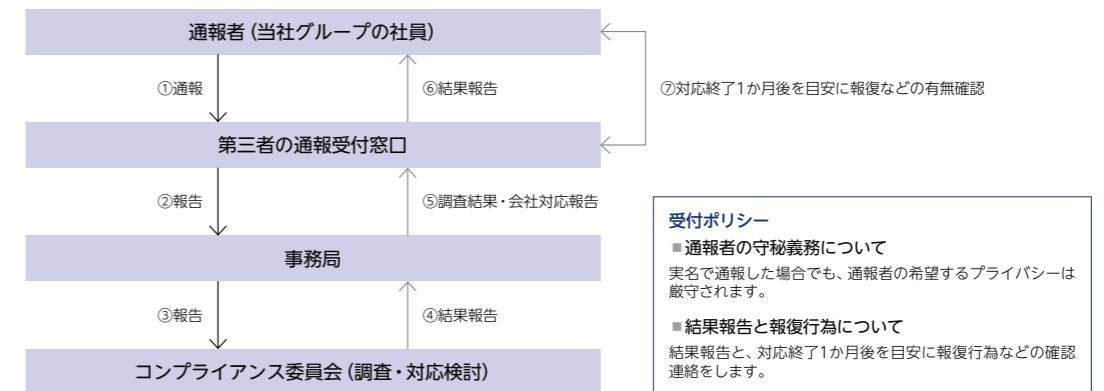 通報者（当社グループの社員）
①通報
⑥結果報告
⑦対応終了1か月後を目安に報復などの有無確認
第三者の通報受付窓口
②報告
⑤調査結果・会社対応報告
事務局
③報告
④結果報告
コンプライアンス委員会（調査・対応検討）
受付ポリシー
■通報者の守秘義務について
実名で通報した場合でも、通報者の希望するプライバシーは
厳守されます。
■結果報告と報復行為について
結果報告と、対応終了1か月後を目安に報復行為などの確認
連絡をします。